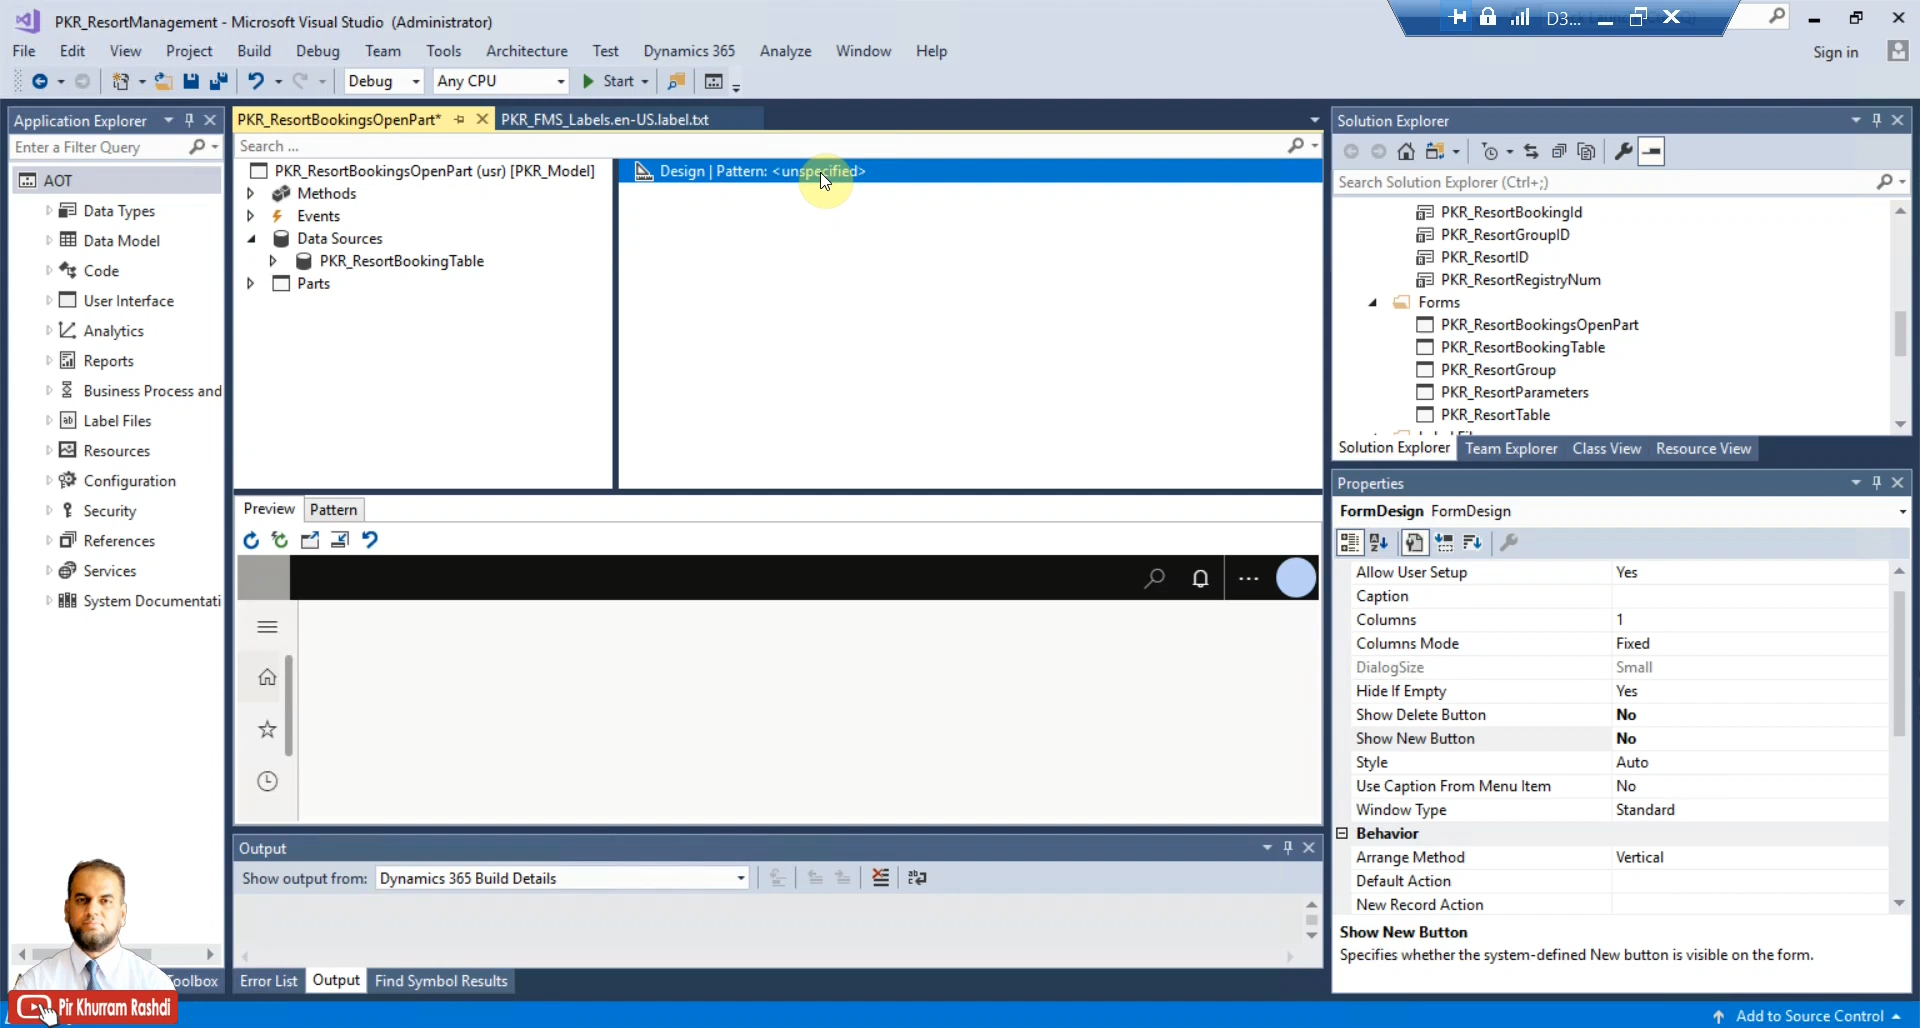 PKR_ResortManagement - Microsoft Visual Studio (Administrator)
D3...
File Edit View Project Build Debug Team Tools Architecture Test Dynamics 365 Analyze Window Help
Sign in
Debug Any CPU Start
Application Explorer
Enter a Filter Query
AOT
Data Types
Data Model
Code
User Interface
Analytics
Reports
Business Process and
Label Files
Resources
Configuration
Security
References
Services
System Documentati
Toolbox
PKR_ResortBookingsOpenPart* PKR_FMS_Labels.en-US.label.txt
Search ...
PKR_ResortBookingsOpenPart (usr) [PKR_Model]
Methods
Events
Data Sources
PKR_ResortBookingTable
Parts
Design | Pattern: <unspecified>
Preview Pattern
Output
Show output from: Dynamics 365 Build Details
Error List Output Find Symbol Results
Solution Explorer
Search Solution Explorer (Ctrl+;)
PKR_ResortBookingId
PKR_ResortGroupID
PKR_ResortID
PKR_ResortRegistryNum
Forms
PKR_ResortBookingsOpenPart
PKR_ResortBookingTable
PKR_ResortGroup
PKR_ResortParameters
PKR_ResortTable
Solution Explorer Team Explorer Class View Resource View
Properties
FormDesign FormDesign
Allow User Setup Yes
Caption
Columns 1
Columns Mode Fixed
DialogSize Small
Hide If Empty Yes
Show Delete Button No
Show New Button No
Style Auto
Use Caption From Menu Item No
Window Type Standard
Behavior
Arrange Method Vertical
Default Action
New Record Action
Show New Button
Specifies whether the system-defined New button is visible on the form.
Pir Khurram Rashdi
Add to Source Control